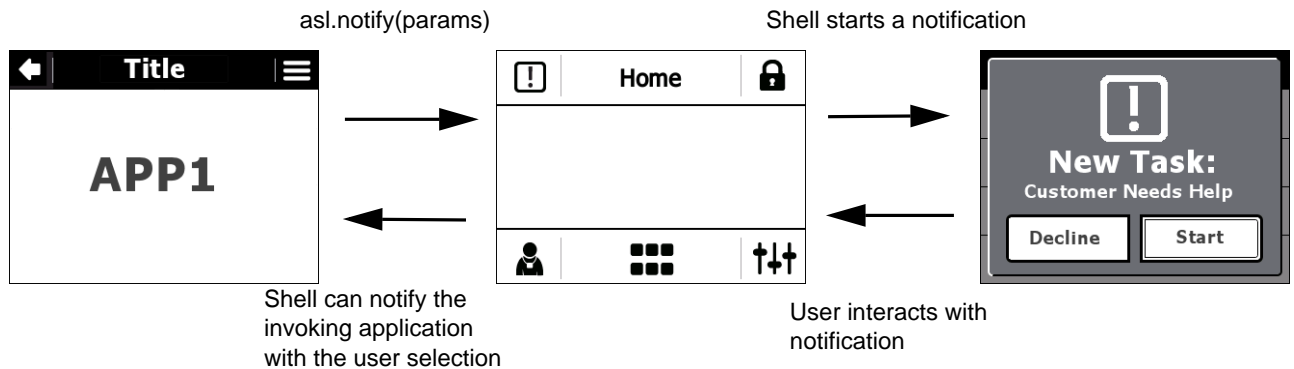 asl.notify(params)
Shell starts a notification
Title
APP1
Home
!
New Task:
Customer Needs Help
Decline
Start
Shell can notify the
invoking application
with the user selection
User interacts with
notification